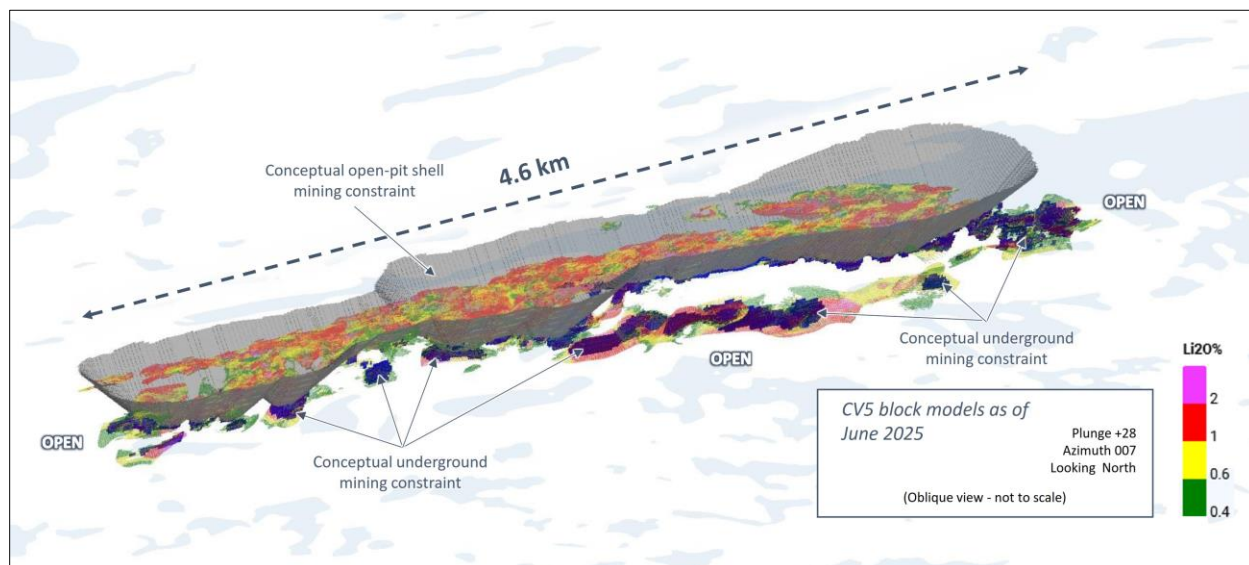 4.6 km
Conceptual open-pit shell
mining constraint
OPEN
Conceptual underground
mining constraint
OPEN
OPEN
Conceptual underground
mining constraint
Li20%
2
1
0.6
0.4
CV5 block models as of
June 2025
Plunge +28
Azimuth 007
Looking North
(Oblique view - not to scale)